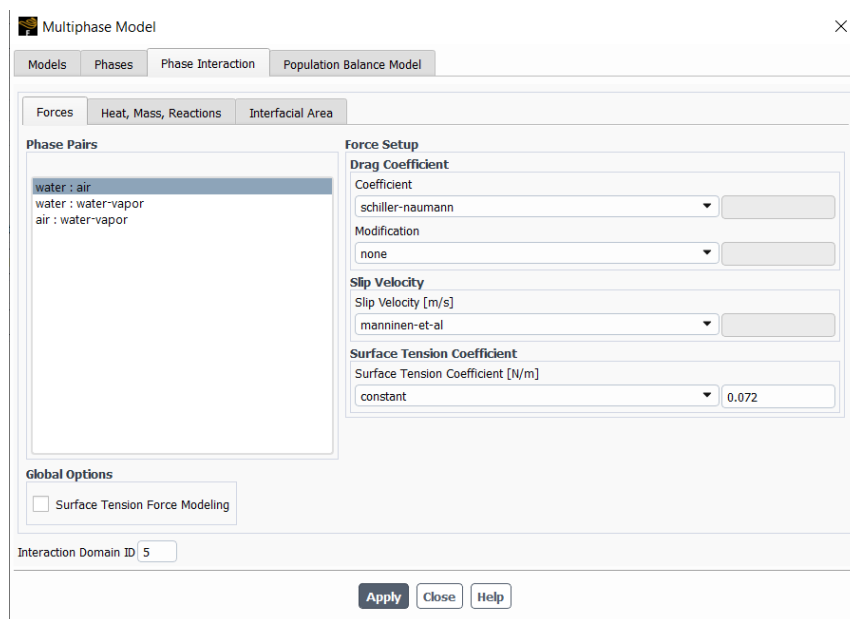 Multiphase Model
Models Phases Phase Interaction Population Balance Model
Forces Heat, Mass, Reactions Interfacial Area
Phase Pairs
water : air
water : water-vapor
air : water-vapor
Global Options
Surface Tension Force Modeling
Force Setup
Drag Coefficient
Coefficient
schiller-naumann
Modification
none
Slip Velocity
Slip Velocity [m/s]
manninen-et-al
Surface Tension Coefficient
Surface Tension Coefficient [N/m]
constant 0.072
Interaction Domain ID 5
Apply Close Help